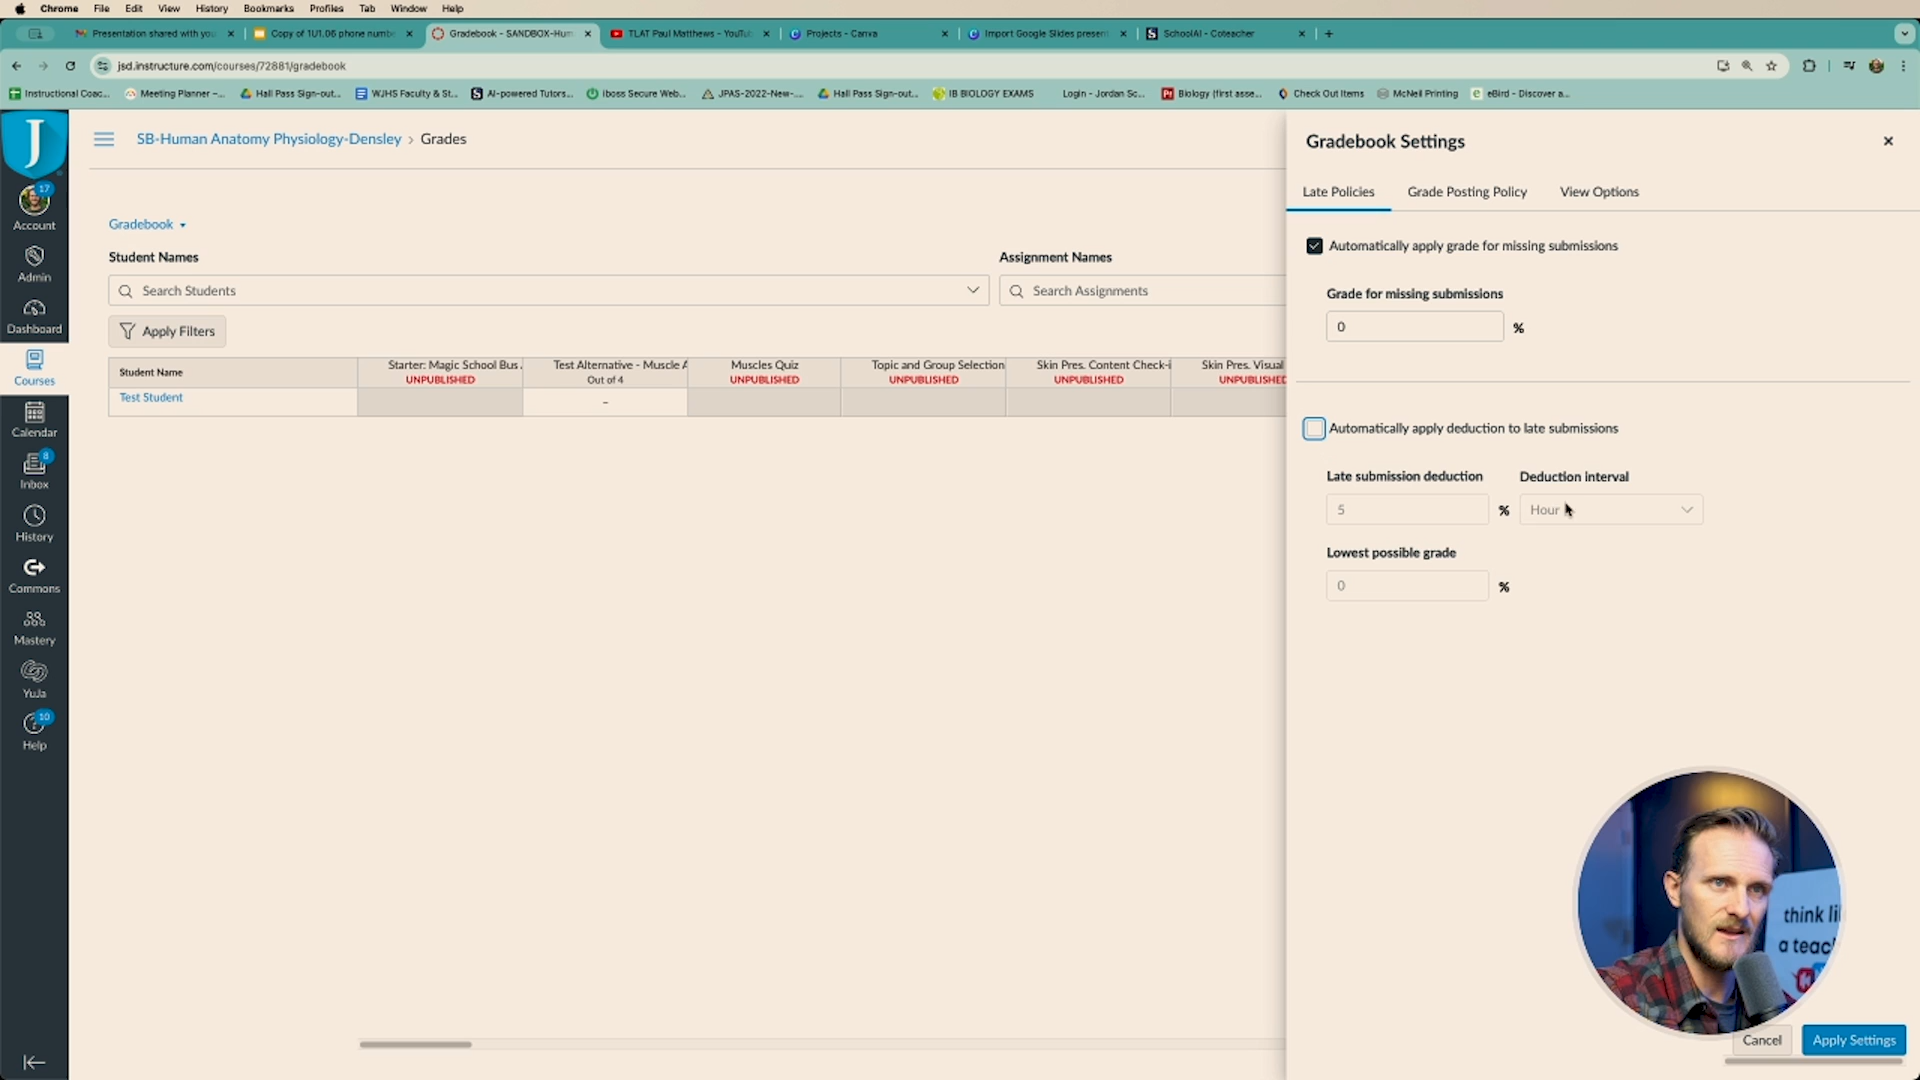 Chrome File Edit View History Bookmarks Profiles Tab Window Help
Presentation shared with you
Copy of 1U1.06 phone numbe
Gradebook - SANDBOX-Hum
TLAT Paul Matthews - YouTu
Projects - Canva
Import Google Slides present
SchoolAI - Coteacher
jsd.instructure.com/courses/72881/gradebook
Instructional Coac...
Meeting Planner –...
Hall Pass Sign-out...
WJHS Faculty & St...
AI-powered Tutors...
iboss Secure Web...
JPAS-2022-New-...
Hall Pass Sign-out...
IB BIOLOGY EXAMS
Login - Jordan Sc...
Biology (first asse...
Check Out Items
McNeil Printing
eBird - Discover a...
J
17
Account
Admin
Dashboard
Courses
Calendar
8
Inbox
History
Commons
Mastery
YuJa
10
Help
SB-Human Anatomy Physiology-Densley › Grades
Gradebook
Student Names
Search Students
Assignment Names
Search Assignments
Apply Filters
Student Name
Starter: Magic School Bus
UNPUBLISHED
Test Alternative - Muscle A
Out of 4
Muscles Quiz
UNPUBLISHED
Topic and Group Selection
UNPUBLISHED
Skin Pres. Content Check-i
UNPUBLISHED
Skin Pres. Visual
UNPUBLISHED
Test Student
–
Gradebook Settings
Late Policies
Grade Posting Policy
View Options
Automatically apply grade for missing submissions
Grade for missing submissions
0 %
Automatically apply deduction to late submissions
Late submission deduction
Deduction interval
5 %
Hour
Lowest possible grade
0 %
think li
a teac
Cancel
Apply Settings